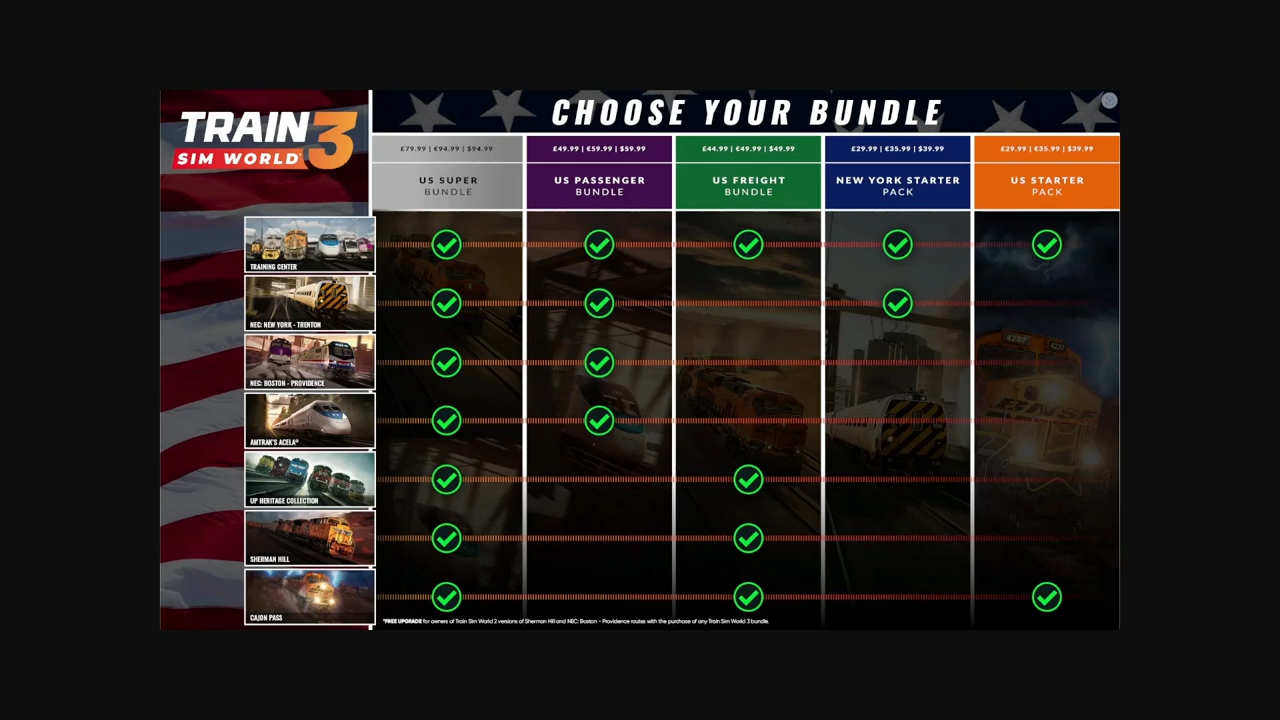 TRAIN
SIM WORLD 3
CHOOSE YOUR BUNDLE
£79.99 | €94.99 | $94.99
£49.99 | €59.99 | $59.99
£44.99 | €49.99 | $49.99
£29.99 | €35.99 | $39.99
£29.99 | €35.99 | $39.99
US SUPER
BUNDLE
US PASSENGER
BUNDLE
US FREIGHT
BUNDLE
NEW YORK STARTER
PACK
US STARTER
PACK
TRAINING CENTER
NEC: NEW YORK - TRENTON
NEC: BOSTON - PROVIDENCE
AMTRAK'S ACELA®
UP HERITAGE COLLECTION
SHERMAN HILL
CAJON PASS
4237
4237
*FREE UPGRADE for owners of Train Sim World 2 versions of Sherman Hill and NEC: Boston – Providence routes with the purchase of any Train Sim World 3 bundle.